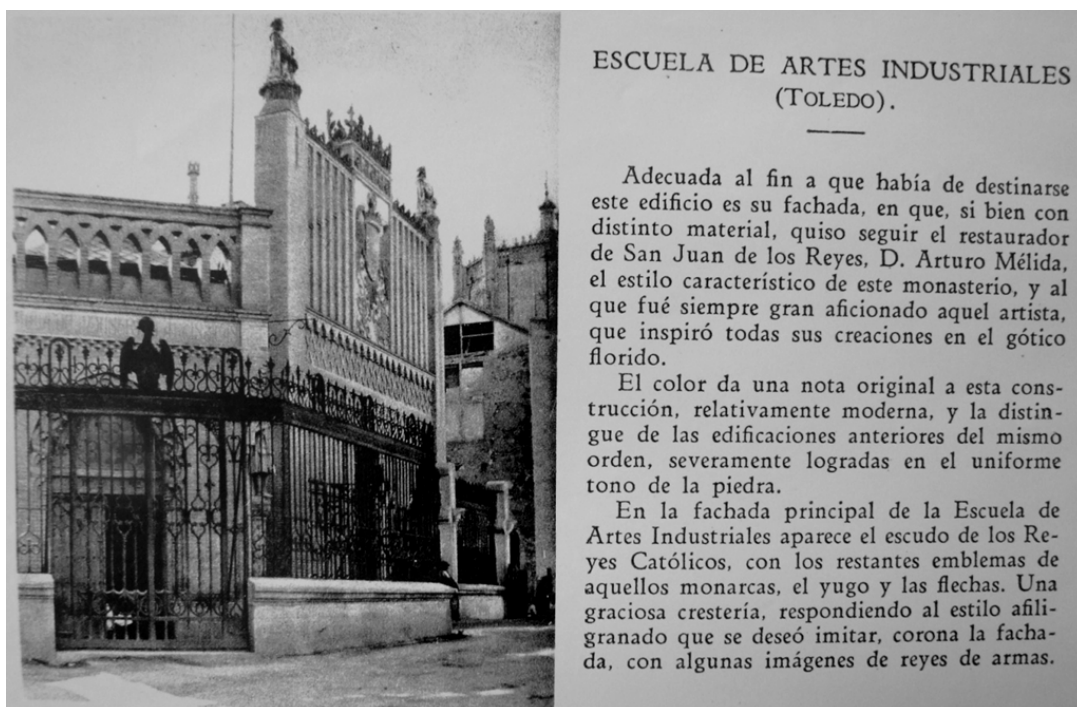 ESCUELA DE ARTES INDUSTRIALES
(TOLEDO).
Adecuada al fin a que había de destinarse
este edificio es su fachada, en que, si bien con
distinto material, quiso seguir el restaurador
de San Juan de los Reyes, D. Arturo Mélida,
el estilo característico de este monasterio, y al
que fué siempre gran aficionado aquel artista,
que inspiró todas sus creaciones en el gótico
florido.
El color da una nota original a esta cons-
trucción, relativamente moderna, y la distin-
gue de las edificaciones anteriores del mismo
orden, severamente logradas en el uniforme
tono de la piedra.
En la fachada principal de la Escuela de
Artes Industriales aparece el escudo de los Re-
yes Católicos, con los restantes emblemas de
aquellos monarcas, el yugo y las flechas. Una
graciosa crestería, respondiendo al estilo afili-
granado que se deseó imitar, corona la facha-
da, con algunas imágenes de reyes de armas.